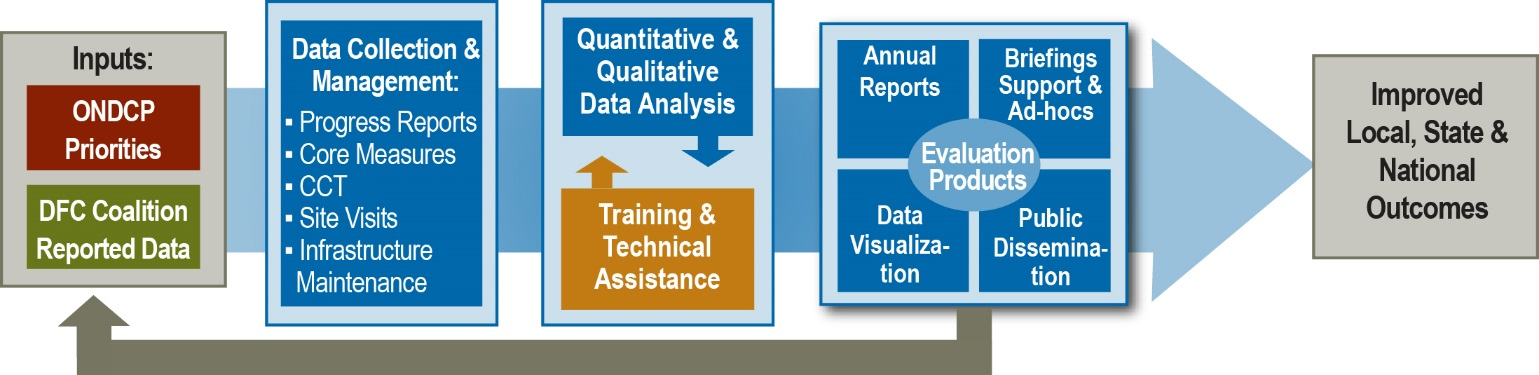 Inputs:
ONDCP
Priorities
DFC Coalition
Reported Data
Data Collection &
Management:
▪ Progress Reports
▪ Core Measures
▪ CCT
▪ Site Visits
▪ Infrastructure
Maintenance
Quantitative &
Qualitative
Data Analysis
Training &
Technical
Assistance
Annual
Reports
Briefings
Support &
Ad-hocs
Evaluation
Products
Data
Visualiza-
tion
Public
Dissemina-
tion
Improved
Local, State &
National
Outcomes